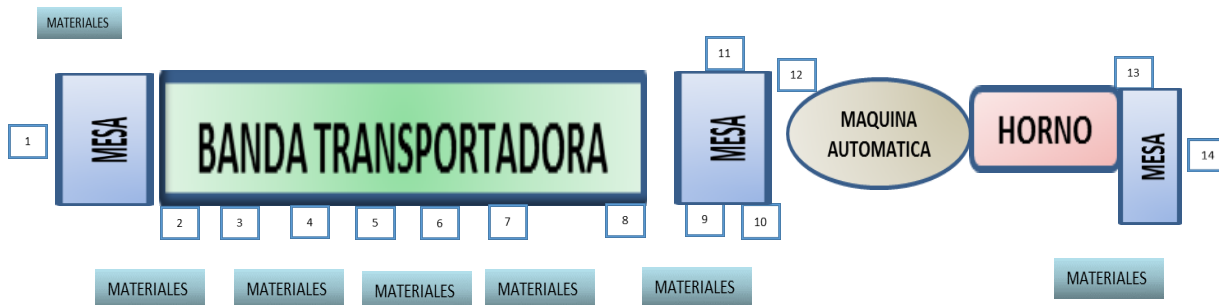 MATERIALES
11
12
13
1
MESA
BANDA TRANSPORTADORA
MESA
MAQUINA
AUTOMATICA
HORNO
MESA
14
2
3
4
5
6
7
8
9
10
MATERIALES
MATERIALES
MATERIALES
MATERIALES
MATERIALES
MATERIALES